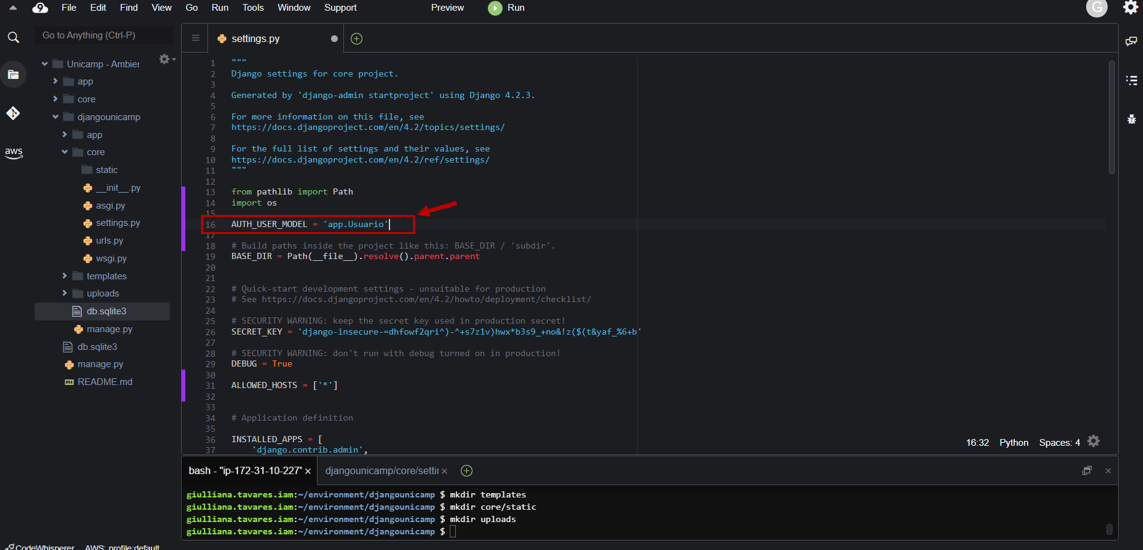 File Edit Find View Go Run Tools Window Support Preview Run G
Go to Anything (Ctrl-P)
settings.py
Unicamp - Ambier
app
core
djangounicamp
app
core
static
__init__.py
asgi.py
settings.py
urls.py
wsgi.py
templates
uploads
db.sqlite3
manage.py
db.sqlite3
manage.py
README.md
aws
1 """
2 Django settings for core project.
3
4 Generated by 'django-admin startproject' using Django 4.2.3.
5
6 For more information on this file, see
7 https://docs.djangoproject.com/en/4.2/topics/settings/
8
9 For the full list of settings and their values, see
10 https://docs.djangoproject.com/en/4.2/ref/settings/
11 """
12
13 from pathlib import Path
14 import os
15
16 AUTH_USER_MODEL = 'app.Usuario'
17
18 # Build paths inside the project like this: BASE_DIR / 'subdir'.
19 BASE_DIR = Path(__file__).resolve().parent.parent
20
21
22 # Quick-start development settings - unsuitable for production
23 # See https://docs.djangoproject.com/en/4.2/howto/deployment/checklist/
24
25 # SECURITY WARNING: keep the secret key used in production secret!
26 SECRET_KEY = 'django-insecure-=dhfowf2qri^)-^+s7z1v)hwx*b3s9_+no&!z($(t&yaf_%6+b'
27
28 # SECURITY WARNING: don't run with debug turned on in production!
29 DEBUG = True
30
31 ALLOWED_HOSTS = ['*']
32
33
34 # Application definition
35
36 INSTALLED_APPS = [
37 'django.contrib.admin',
16:32 Python Spaces: 4
bash - "ip-172-31-10-227" × djangounicamp/core/settin ×
giulliana.tavares.iam:~/environment/djangounicamp $ mkdir templates
giulliana.tavares.iam:~/environment/djangounicamp $ mkdir core/static
giulliana.tavares.iam:~/environment/djangounicamp $ mkdir uploads
giulliana.tavares.iam:~/environment/djangounicamp $
CodeWhisperer AWS: profile:default